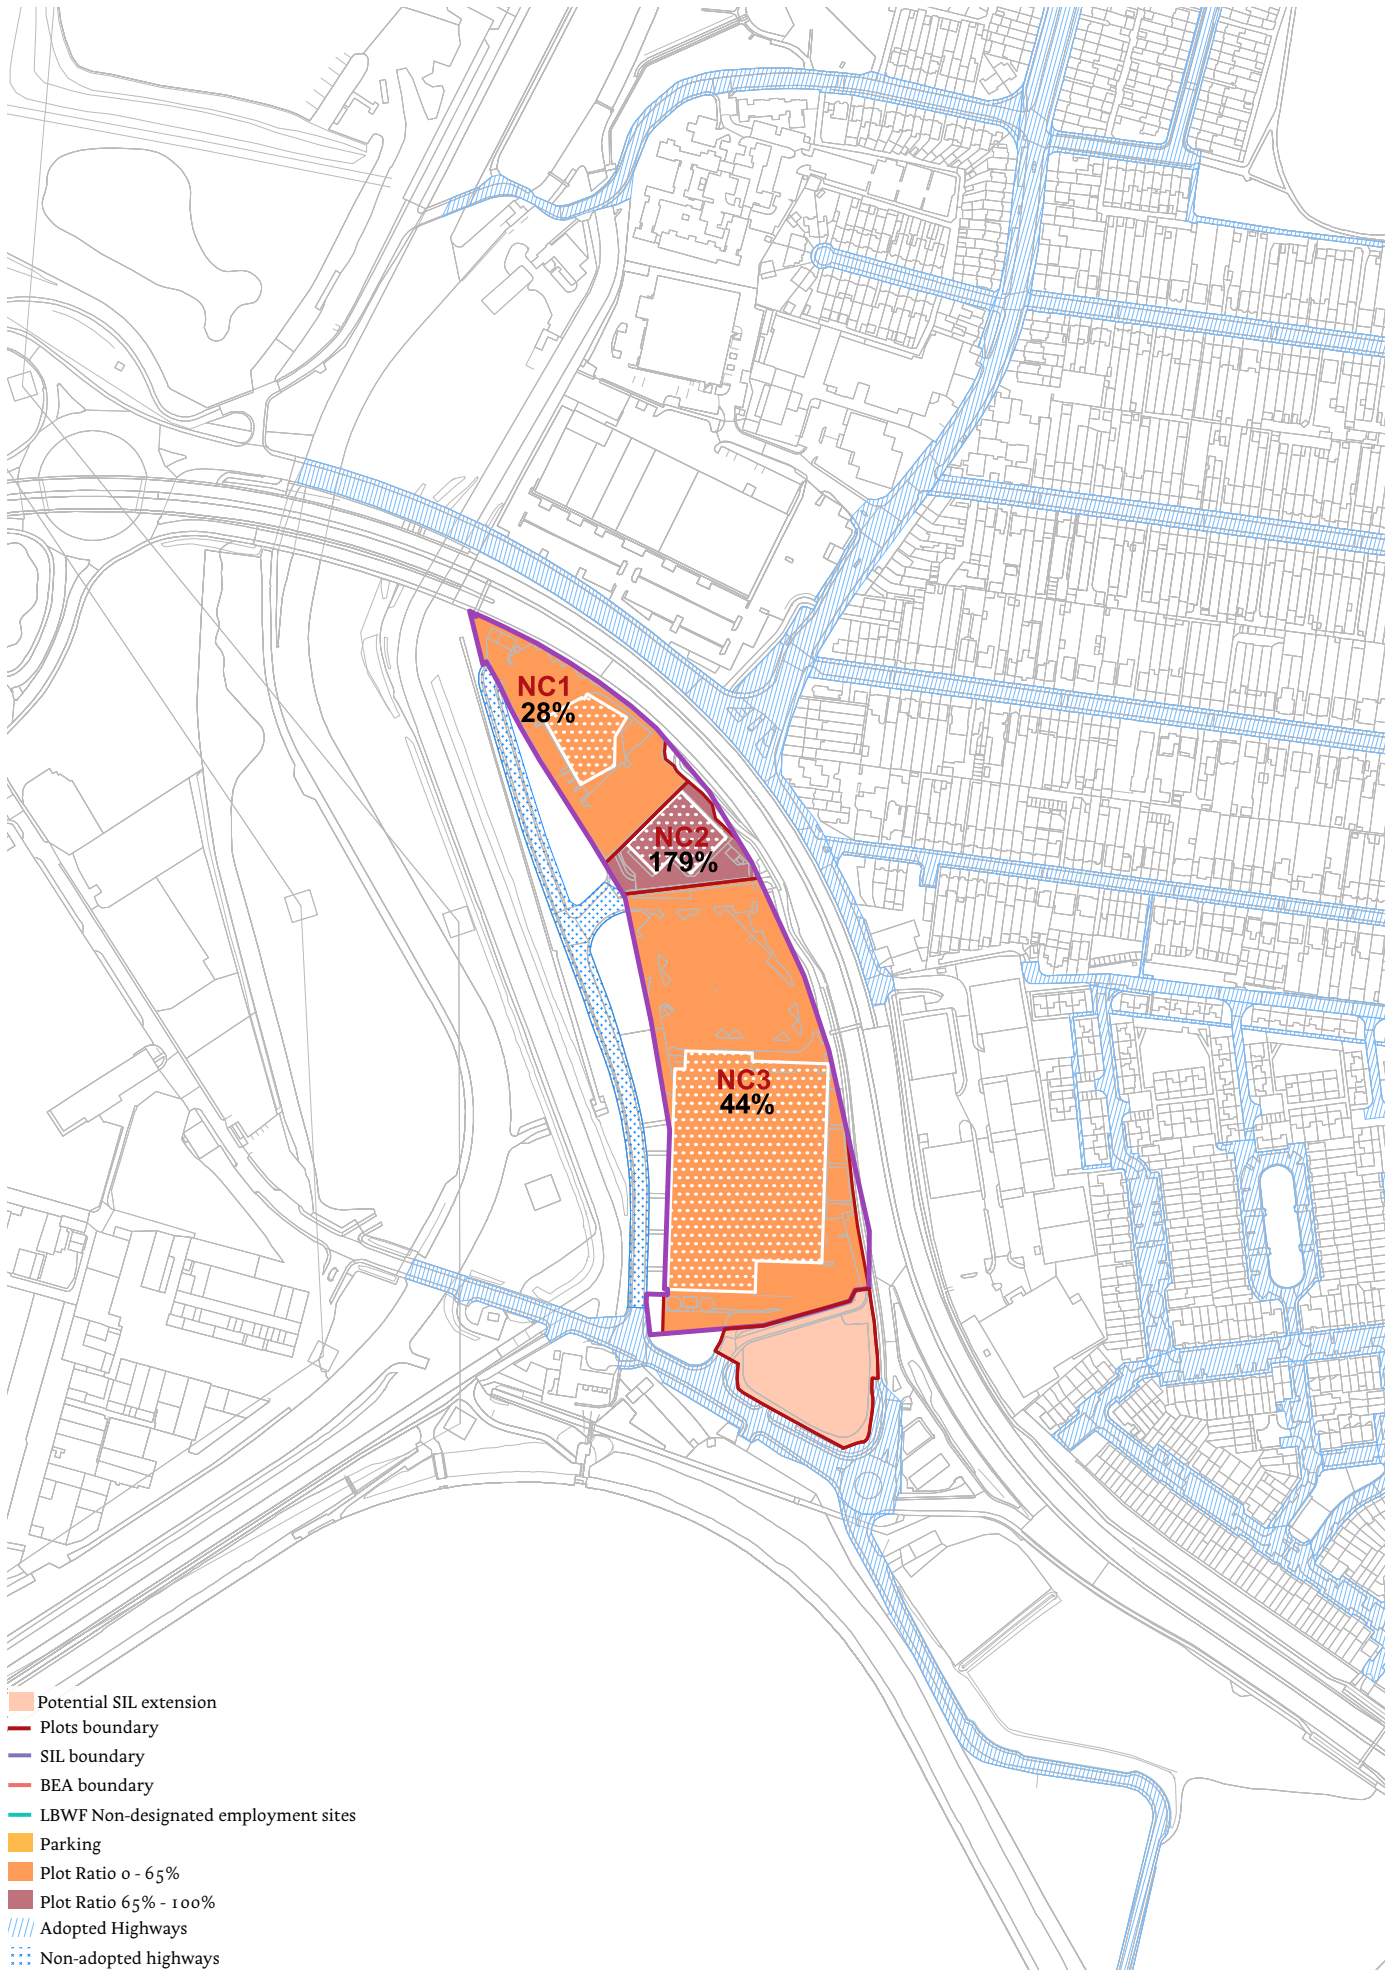 NC1
28%
NC2
179%
NC3
44%
Potential SIL extension
Plots boundary
SIL boundary
BEA boundary
LBWF Non-designated employment sites
Parking
Plot Ratio 0 - 65%
Plot Ratio 65% - 100%
Adopted Highways
Non-adopted highways